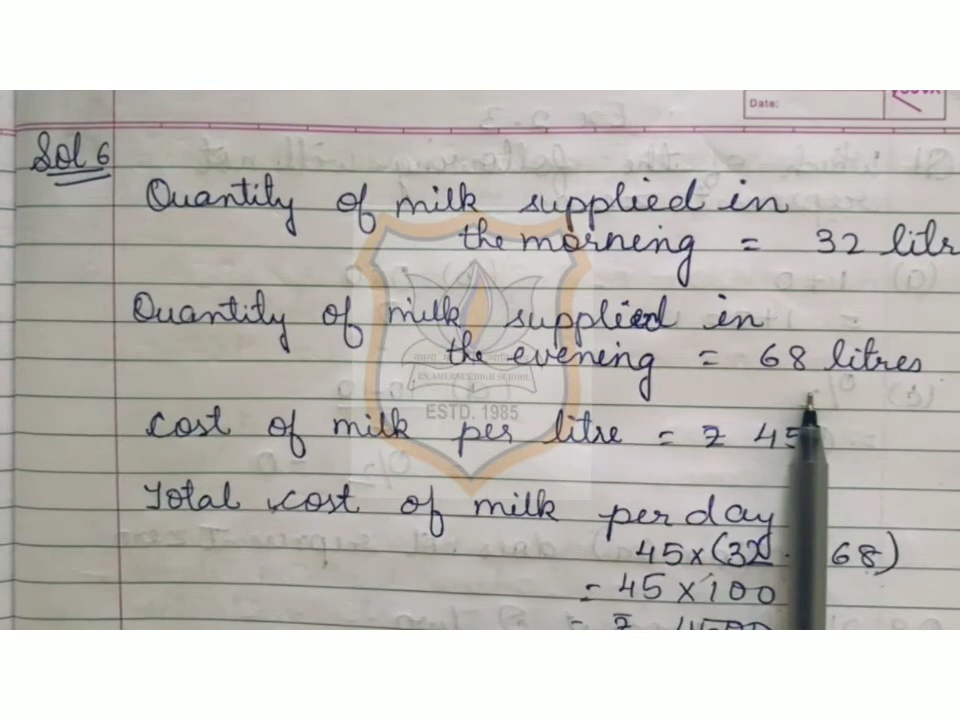 Date:
Sol 6
Quantity of milk supplied in
the morning = 32 litr
Quantity of milk supplied in
the evening = 68 litres
ESTD. 1985
Cost of milk per litre = ₹ 45
Total cost of milk per day
45 × (32 68)
= 45 × 100
= ₹ 4500